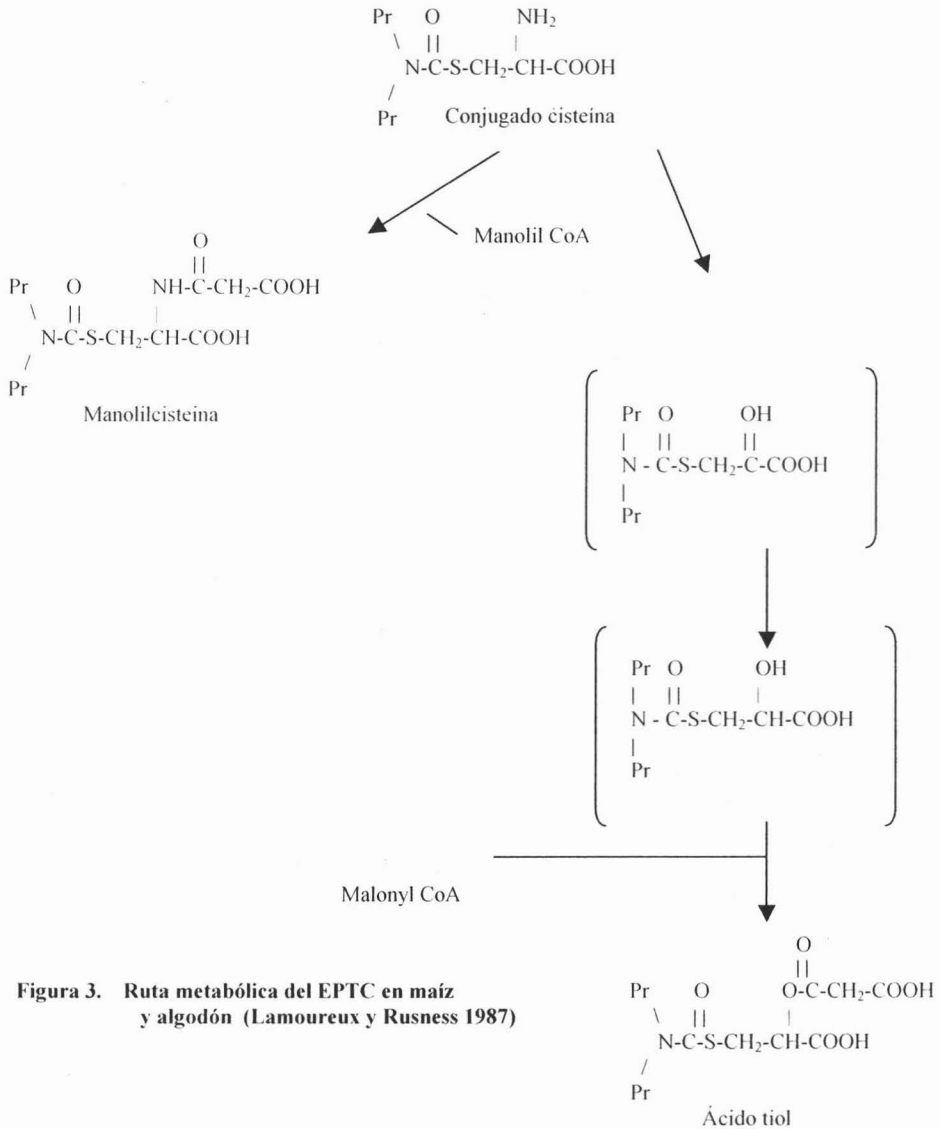 Pr O NH₂
\ || |
N-C-S-CH₂-CH-COOH
/
Pr Conjugado cisteína
Manolil CoA
O
||
Pr O NH-C-CH₂-COOH
\ || |
N-C-S-CH₂-CH-COOH
/
Pr
Manolilcisteina
Pr O OH
| || ||
N - C-S-CH₂-C-COOH
|
Pr
Pr O OH
| || |
N - C-S-CH₂-CH-COOH
|
Pr
Malonyl CoA
O
||
Pr O O-C-CH₂-COOH
\ || |
N-C-S-CH₂-CH-COOH
/
Pr
Ácido tiol
Figura 3. Ruta metabólica del EPTC en maíz
y algodón (Lamoureux y Rusness 1987)